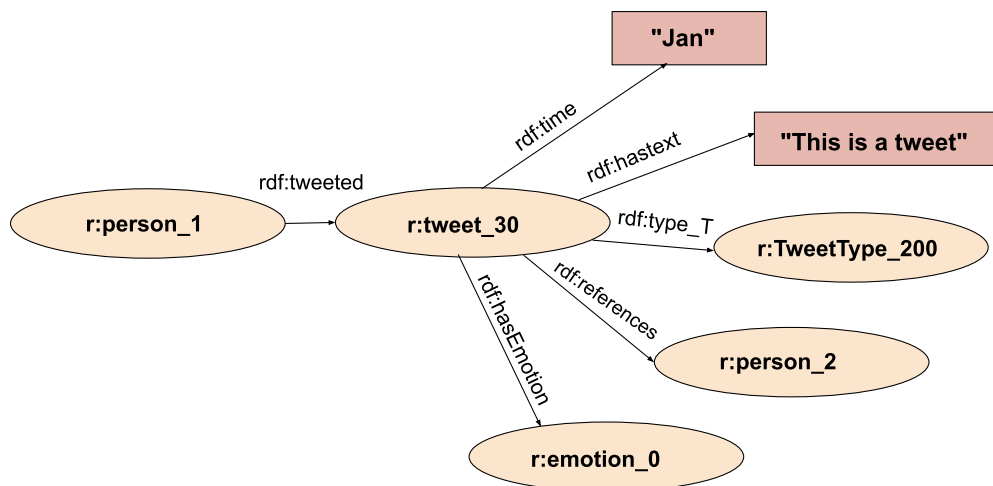 "Jan"
rdf:time
rdf:hastext
"This is a tweet"
rdf:tweeted
r:person_1
r:tweet_30
rdf:type_T
r:TweetType_200
rdf:references
rdf:hasEmotion
r:person_2
r:emotion_0